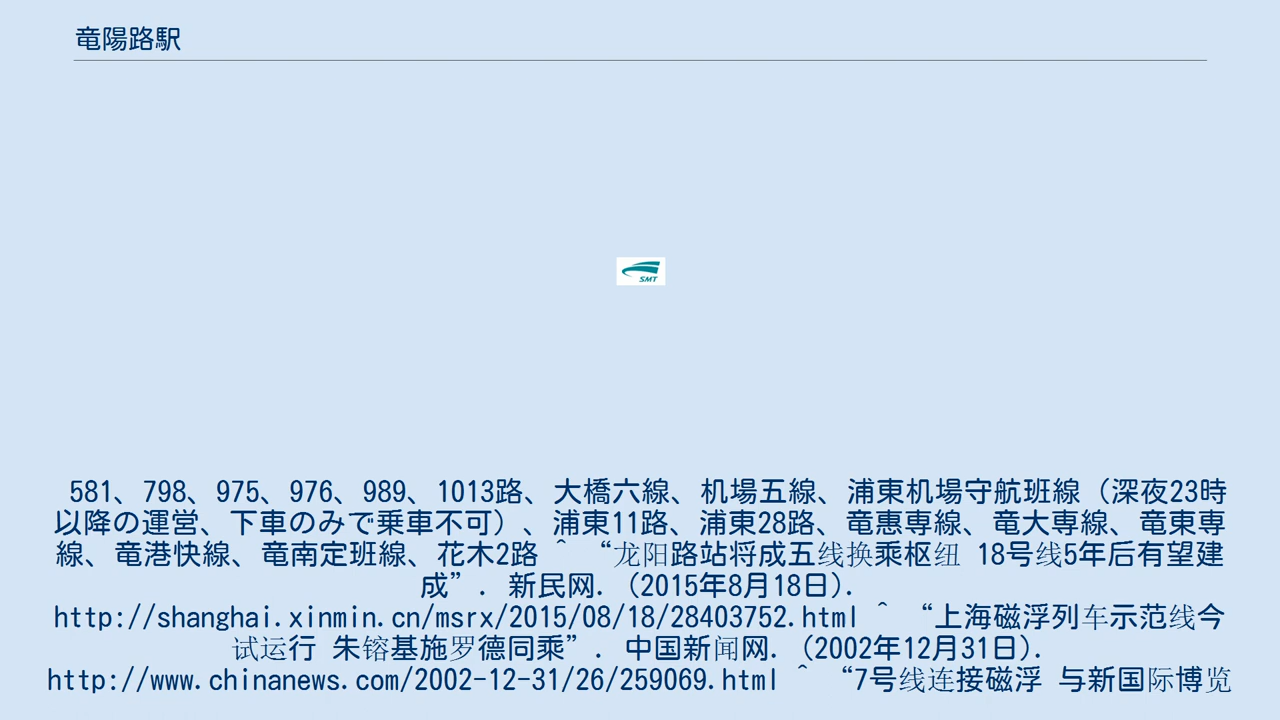 竜陽路駅
SMT
581、798、975、976、989、1013路、大橋六線、机場五線、浦東机場守航班線（深夜23時
以降の運営、下車のみで乗車不可）、浦東11路、浦東28路、竜惠専線、竜大専線、竜東専
線、竜港快線、竜南定班線、花木2路 ^ “龙阳路站将成五线换乘枢纽 18号线5年后有望建
成”. 新民网. (2015年8月18日).
http://shanghai.xinmin.cn/msrx/2015/08/18/28403752.html ^ “上海磁浮列车示范线今
试运行 朱镕基施罗德同乘”. 中国新闻网. (2002年12月31日).
http://www.chinanews.com/2002-12-31/26/259069.html ^ “7号线连接磁浮 与新国际博览